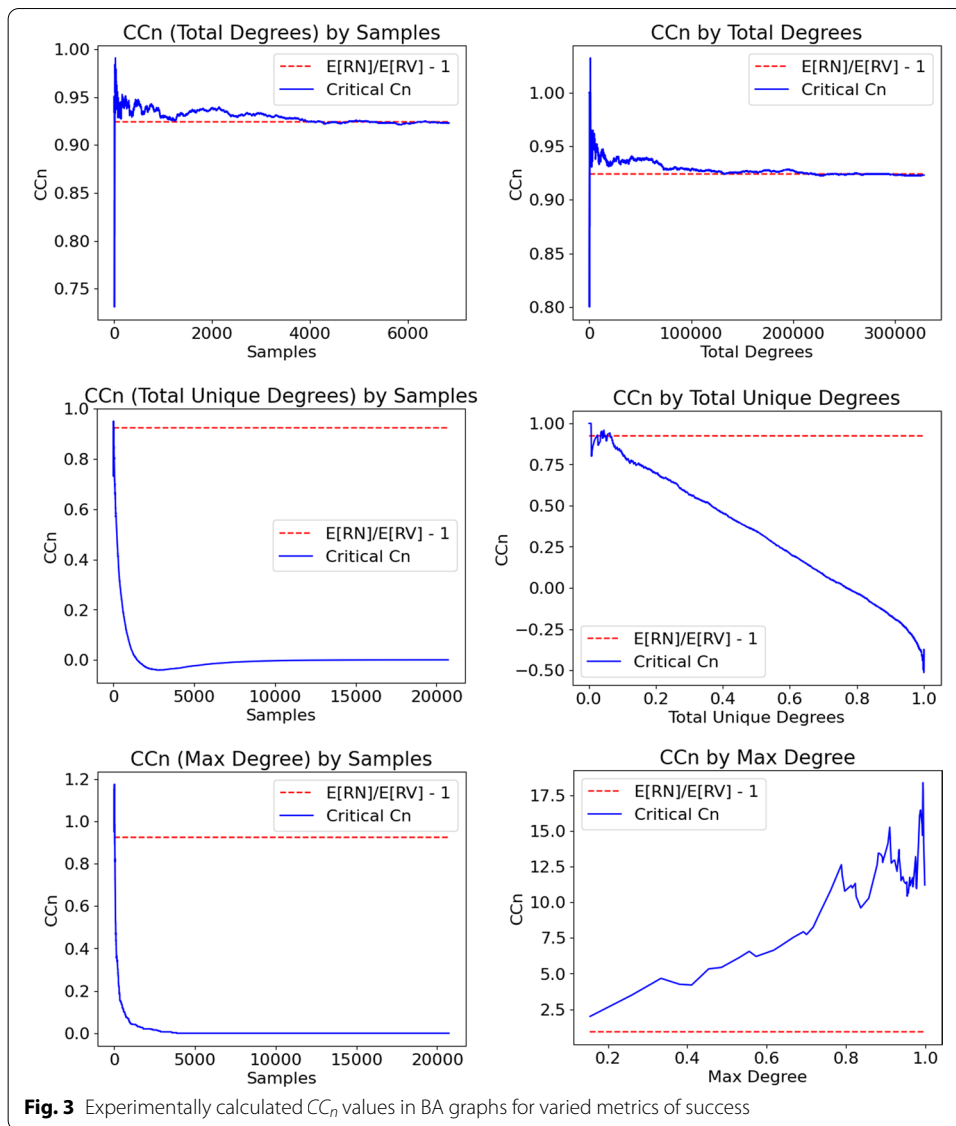 CCn (Total Degrees) by Samples
1.00
0.95
0.90
0.85
0.80
0.75
CCn
E[RN]/E[RV] - 1
Critical Cn
0
2000
4000
6000
Samples
CCn by Total Degrees
1.00
0.95
0.90
0.85
0.80
CCn
E[RN]/E[RV] - 1
Critical Cn
0
100000
200000
300000
Total Degrees
CCn (Total Unique Degrees) by Samples
1.0
0.8
0.6
0.4
0.2
0.0
CCn
E[RN]/E[RV] - 1
Critical Cn
0
5000
10000
15000
20000
Samples
CCn by Total Unique Degrees
1.00
0.75
0.50
0.25
0.00
−0.25
−0.50
CCn
E[RN]/E[RV] - 1
Critical Cn
0.0
0.2
0.4
0.6
0.8
1.0
Total Unique Degrees
CCn (Max Degree) by Samples
1.2
1.0
0.8
0.6
0.4
0.2
0.0
CCn
E[RN]/E[RV] - 1
Critical Cn
0
5000
10000
15000
20000
Samples
CCn by Max Degree
17.5
15.0
12.5
10.0
7.5
5.0
2.5
CCn
E[RN]/E[RV] - 1
Critical Cn
0.2
0.4
0.6
0.8
1.0
Max Degree
Fig. 3 Experimentally calculated CCn values in BA graphs for varied metrics of success